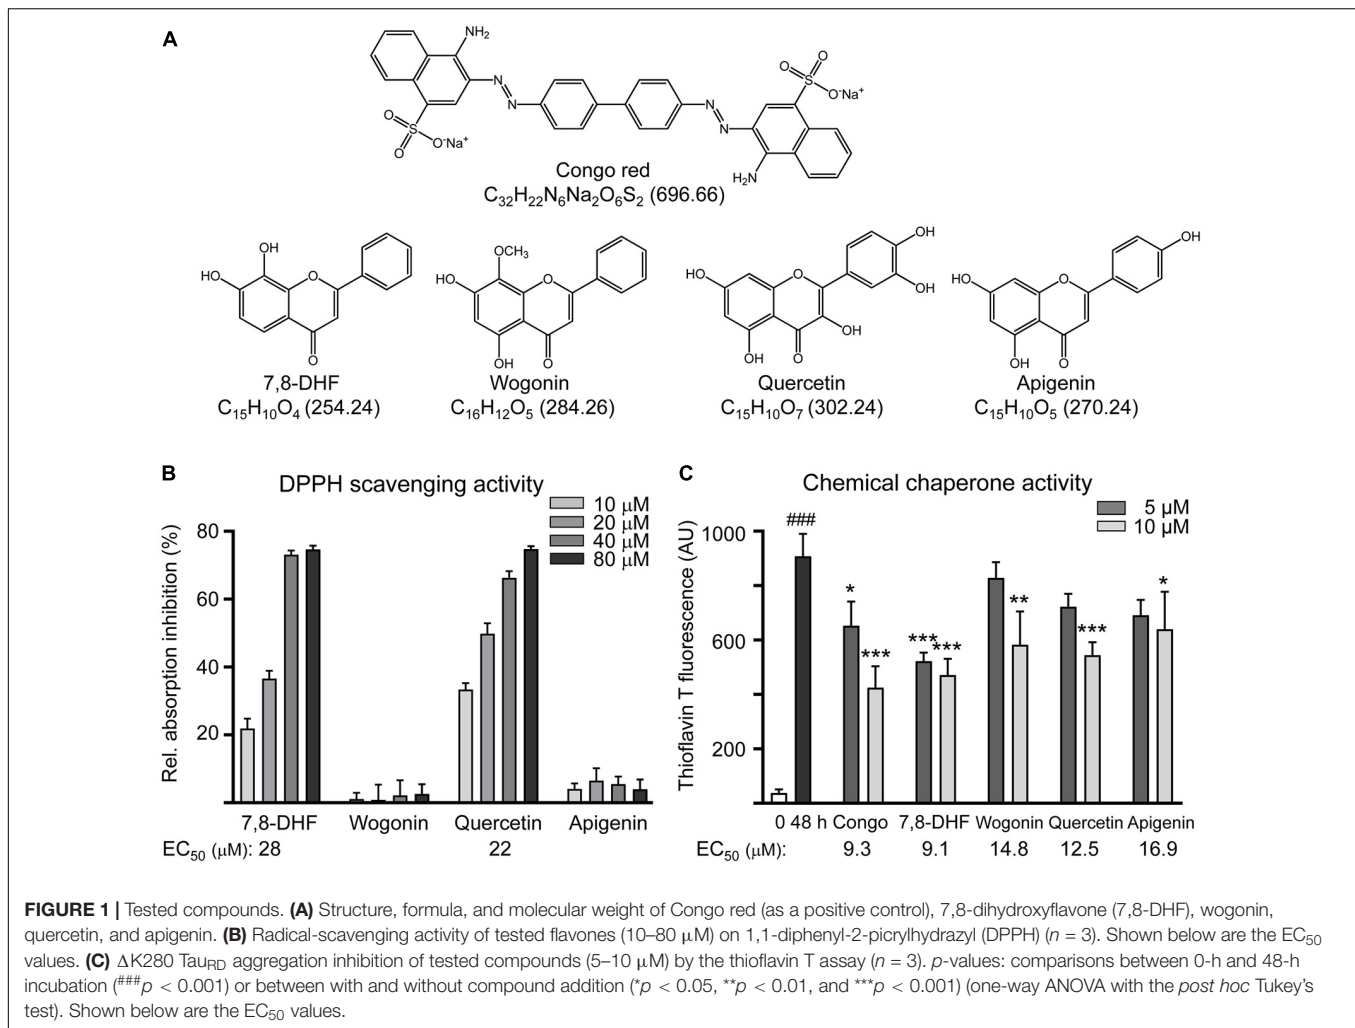 A
NH₂
N
N
S
O
O
O⁻Na⁺
N
N
S
O
O
O⁻Na⁺
H₂N
Congo red
C₃₂H₂₂N₆Na₂O₆S₂ (696.66)
OH
HO
O
O
7,8-DHF
C₁₅H₁₀O₄ (254.24)
OCH₃
HO
O
OH
O
Wogonin
C₁₆H₁₂O₅ (284.26)
OH
HO
O
OH
OH
OH
O
Quercetin
C₁₅H₁₀O₇ (302.24)
OH
HO
O
OH
O
Apigenin
C₁₅H₁₀O₅ (270.24)
B
DPPH scavenging activity
10 µM
20 µM
40 µM
80 µM
Rel. absorption inhibition (%)
80
60
40
20
7,8-DHF Wogonin Quercetin Apigenin
EC₅₀ (µM): 28 22
C
Chemical chaperone activity
5 µM
10 µM
Thioflavin T fluorescence (AU)
1000
600
200
###
*
***
***
***
**
***
*
0 48 h Congo 7,8-DHF Wogonin Quercetin Apigenin
EC₅₀ (µM): 9.3 9.1 14.8 12.5 16.9
FIGURE 1 | Tested compounds. (A) Structure, formula, and molecular weight of Congo red (as a positive control), 7,8-dihydroxyflavone (7,8-DHF), wogonin,
quercetin, and apigenin. (B) Radical-scavenging activity of tested flavones (10–80 µM) on 1,1-diphenyl-2-picrylhydrazyl (DPPH) (n = 3). Shown below are the EC₅₀
values. (C) ΔK280 Tau_RD aggregation inhibition of tested compounds (5–10 µM) by the thioflavin T assay (n = 3). p-values: comparisons between 0-h and 48-h
incubation (###p < 0.001) or between with and without compound addition (*p < 0.05, **p < 0.01, and ***p < 0.001) (one-way ANOVA with the post hoc Tukey's
test). Shown below are the EC₅₀ values.